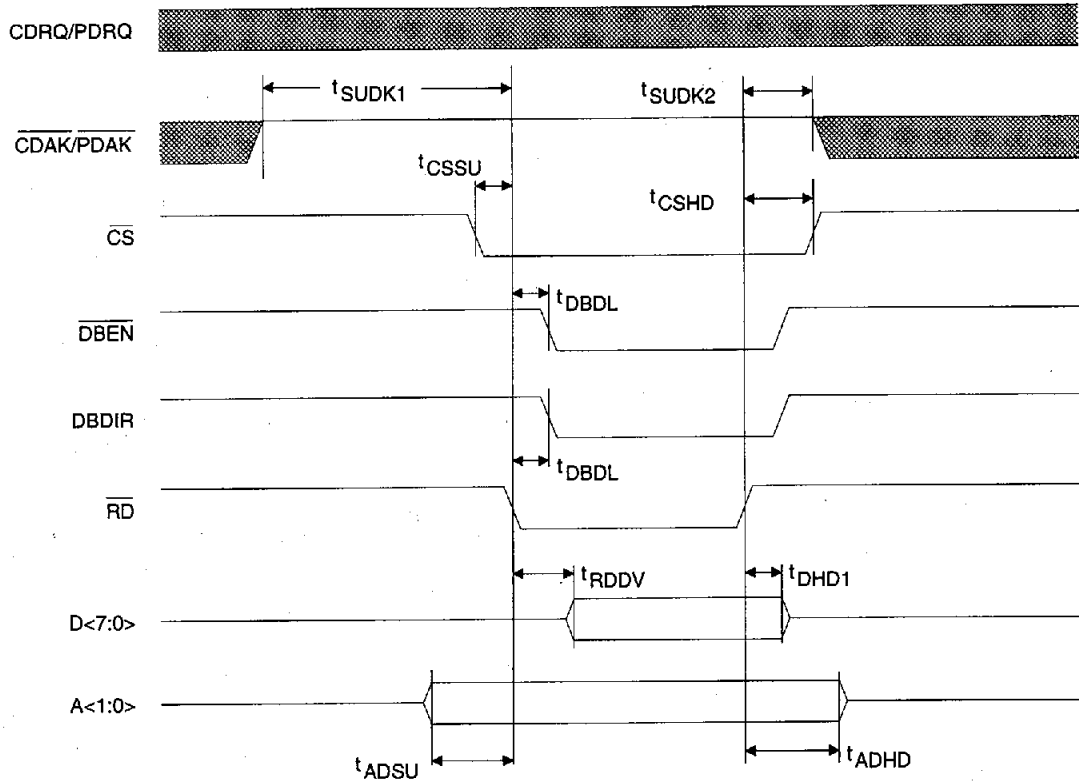 CDRQ/PDRQ
tSUDK1
tSUDK2
CDAK/PDAK
tCSSU
tCSHD
CS
tDBDL
DBEN
DBDIR
tDBDL
RD
tRDDV
tDHD1
D<7:0>
A<1:0>
tADSU
tADHD